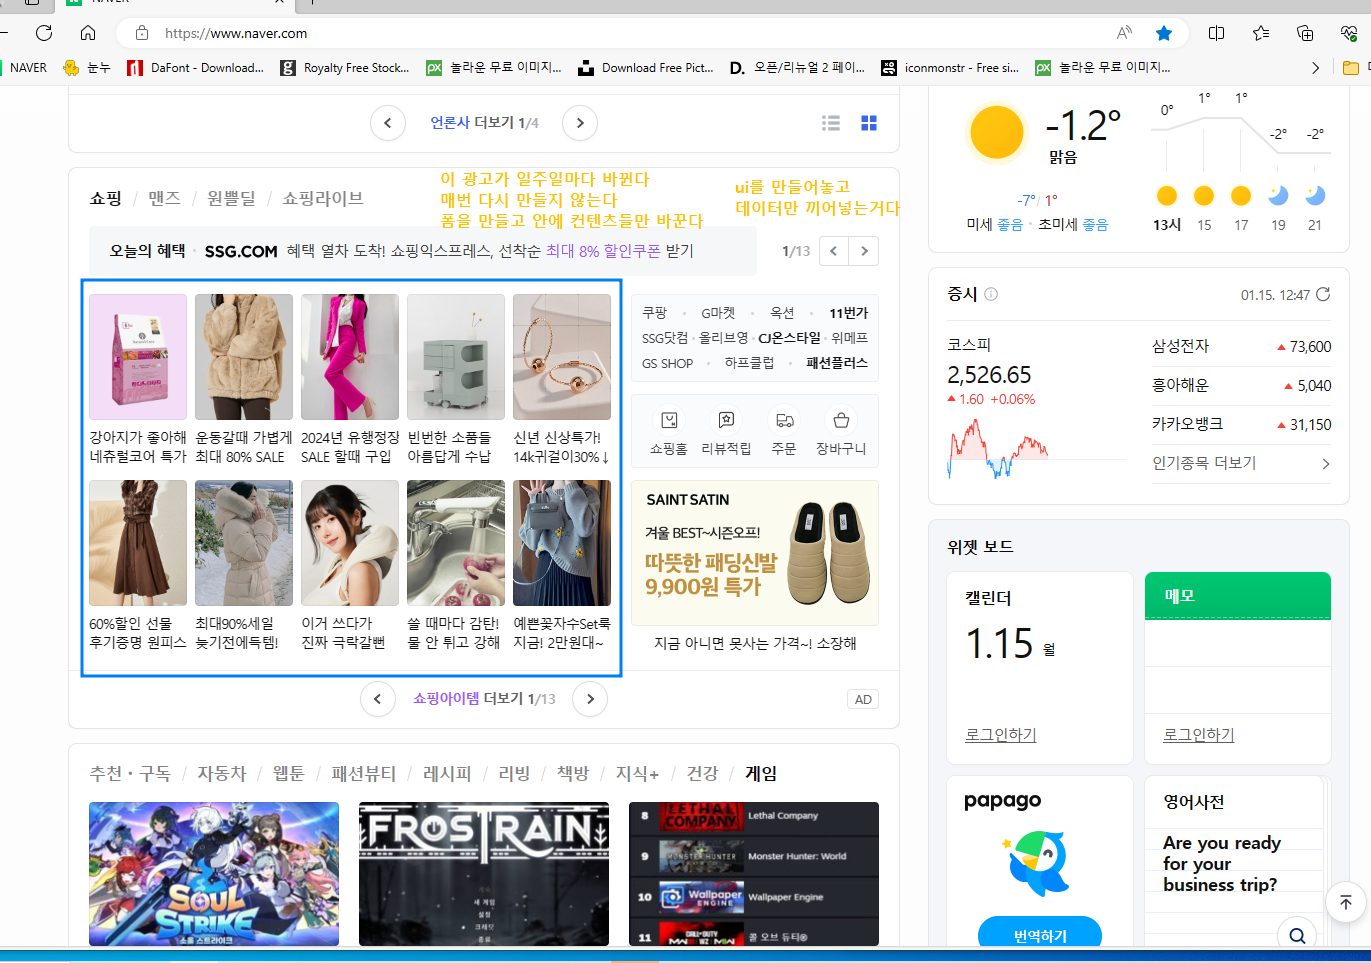 NAVER
https://www.naver.com
NAVER
눈누
DaFont - Download...
Royalty Free Stock...
놀라운 무료 이미지...
Download Free Pict...
오픈/리뉴얼 2 페이...
iconmonstr - Free si...
놀라운 무료 이미지...
언론사 더보기 1/4
쇼핑 / 맨즈 / 원쁠딜 / 쇼핑라이브
이 광고가 일주일마다 바뀐다
매번 다시 만들지 않는다
폼을 만들고 안에 컨텐츠들만 바꾼다
ui를 만들어놓고
데이터만 끼어넣는거다
오늘의 혜택 · SSG.COM 혜택 열차 도착! 쇼핑익스프레스, 선착순 최대 8% 할인쿠폰 받기
1/13
강아지가 좋아해
네츄럴코어 특가
운동갈때 가볍게
최대 80% SALE
2024년 유행정장
SALE 할때 구입
빈번한 소품들
아름답게 수납
신년 신상특가!
14k귀걸이30%↓
60%할인 선물
후기증명 원피스
최대90%세일
늦기전에득템!
이거 쓰다가
진짜 극락갈뻔
쓸 때마다 감탄!
물 안 튀고 강해
예쁜꽃자수Set룩
지금! 2만원대~
쿠팡 · G마켓 · 옥션 · 11번가
SSG닷컴 · 올리브영 · CJ온스타일 · 위메프
GS SHOP · 하프클럽 · 패션플러스
쇼핑홈 리뷰적립 주문 장바구니
SAINT SATIN
겨울 BEST~시즌오프!
따뜻한 패딩신발
9,900원 특가
지금 아니면 못사는 가격~! 소장해
쇼핑아이템 더보기 1/13
AD
추천・구독 / 자동차 / 웹툰 / 패션뷰티 / 레시피 / 리빙 / 책방 / 지식+ / 건강 / 게임
SOUL
STRIKE
소울 스트라이크
FROSTRAIN
새 게임
설정
크레딧
종료
LETHAL
COMPANY
8 Lethal Company
MONSTER HUNTER
9 Monster Hunter: World
Wallpaper
ENGINE
10 Wallpaper Engine
CALL OF DUTY
11 콜 오브 듀티®
-1.2°
맑음
-7°/ 1°
미세 좋음 · 초미세 좋음
0° 1° 1° -2° -2°
13시 15 17 19 21
증시
01.15. 12:47
코스피
2,526.65
▲1.60 +0.06%
삼성전자 ▲ 73,600
흥아해운 ▲ 5,040
카카오뱅크 ▲ 31,150
인기종목 더보기
위젯 보드
캘린더
1.15 월
로그인하기
메모
로그인하기
papago
번역하기
영어사전
Are you ready
for your
business trip?